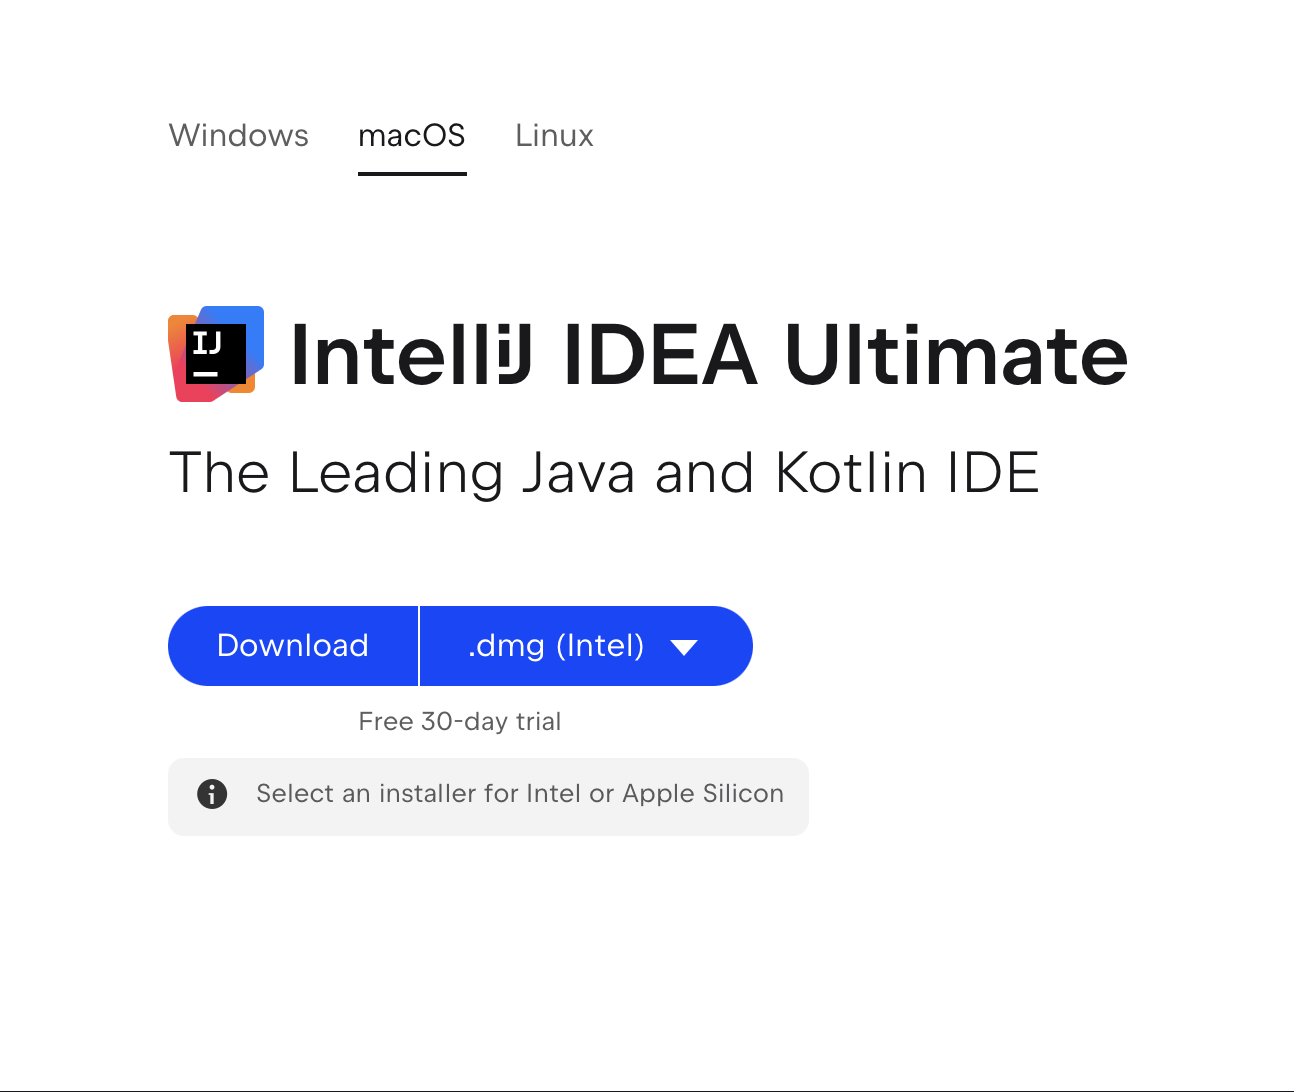 Windows macOS Linux
IJ IntelliJ IDEA Ultimate
The Leading Java and Kotlin IDE
Download .dmg (Intel)
Free 30-day trial
Select an installer for Intel or Apple Silicon